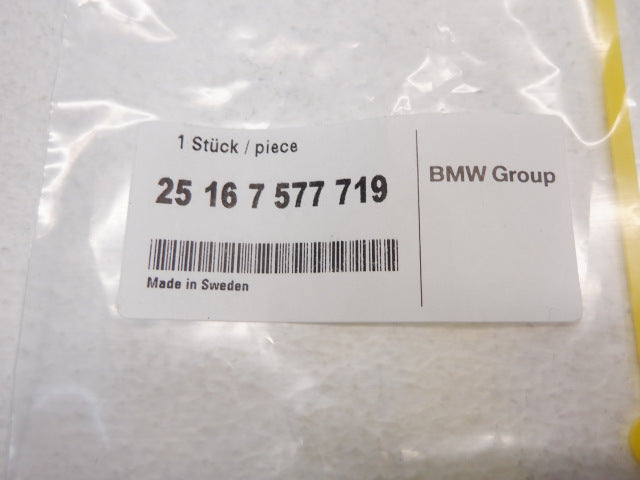 1 Stück / piece
25 16 7 577 719
BMW Group
Made in Sweden